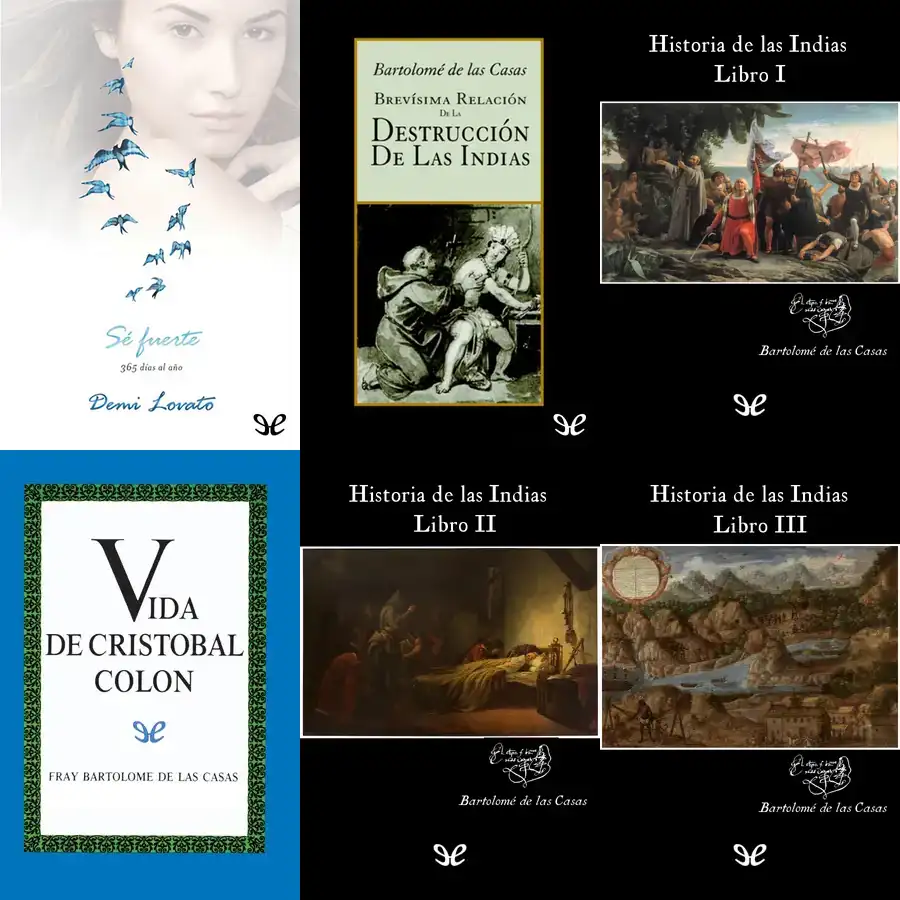 Sé fuerte
365 días al año
Demi Lovato
Bartolomé de las Casas
BREVÍSIMA RELACIÓN
DE LA
DESTRUCCIÓN
DE LAS INDIAS
Historia de las Indias
Libro I
Bartolomé de las Casas
VIDA
DE CRISTOBAL
COLON
FRAY BARTOLOME DE LAS CASAS
Historia de las Indias
Libro II
Bartolomé de las Casas
Historia de las Indias
Libro III
Bartolomé de las Casas